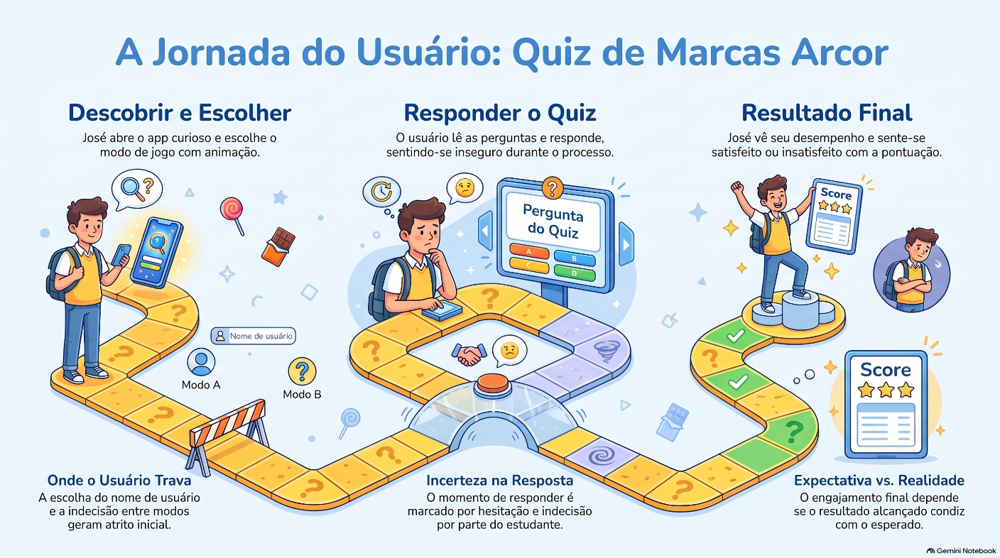 A Jornada do Usuário: Quiz de Marcas Arcor
Descobrir e Escolher
José abre o app curioso e escolhe o
modo de jogo com animação.
Responder o Quiz
O usuário lê as perguntas e responde,
sentindo-se inseguro durante o processo.
Resultado Final
José vê seu desempenho e sente-se
satisfeito ou insatisfeito com a pontuação.
?
?
Pergunta
do Quiz
A
B
C
D
Score
Nome de usuário
Modo A
?
Modo B
Score
Onde o Usuário Trava
A escolha do nome de usuário
e a indecisão entre modos
geram atrito inicial.
Incerteza na Resposta
O momento de responder é
marcado por hesitação e indecisão
por parte do estudante.
Expectativa vs. Realidade
O engajamento final depende
se o resultado alcançado condiz
com o esperado.
Gemini Notebook